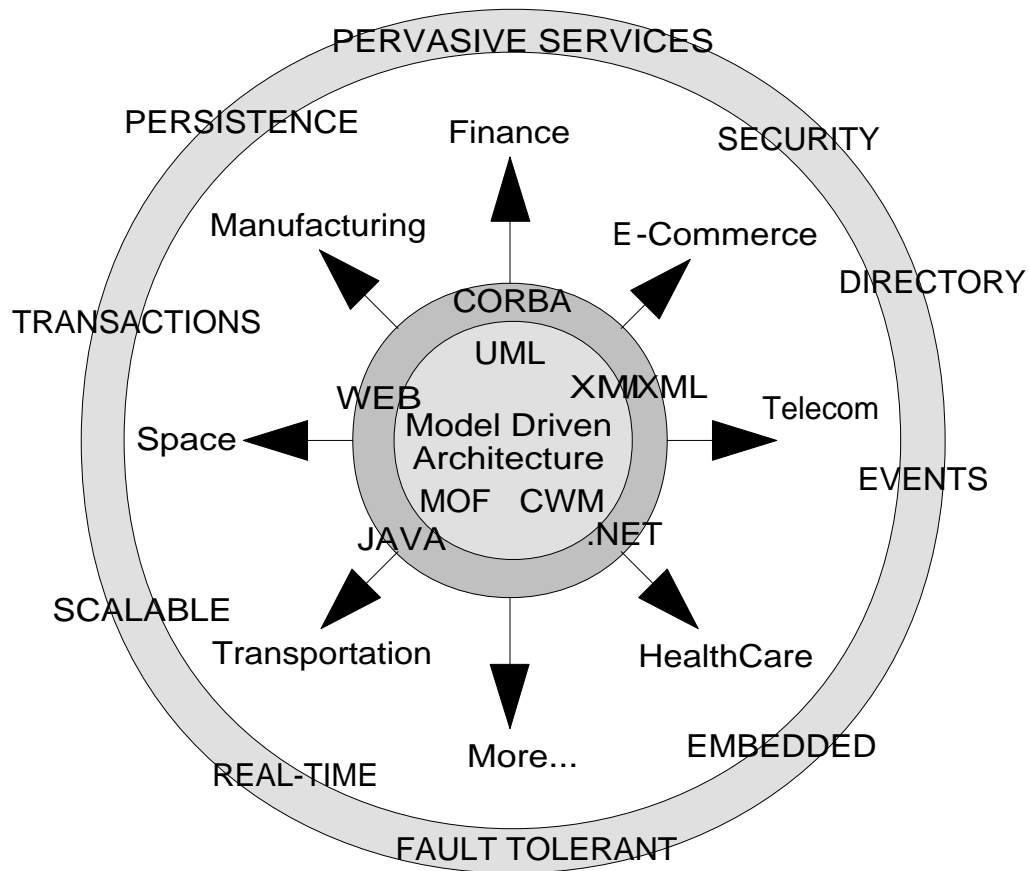 PERVASIVE SERVICES
PERSISTENCE
Finance
SECURITY
Manufacturing
E-Commerce
DIRECTORY
CORBA
TRANSACTIONS
UML
WEB
XMI/XML
Telecom
Model Driven
Architecture
Space
EVENTS
MOF CWM
JAVA
.NET
SCALABLE
Transportation
HealthCare
EMBEDDED
More...
REAL-TIME
FAULT TOLERANT